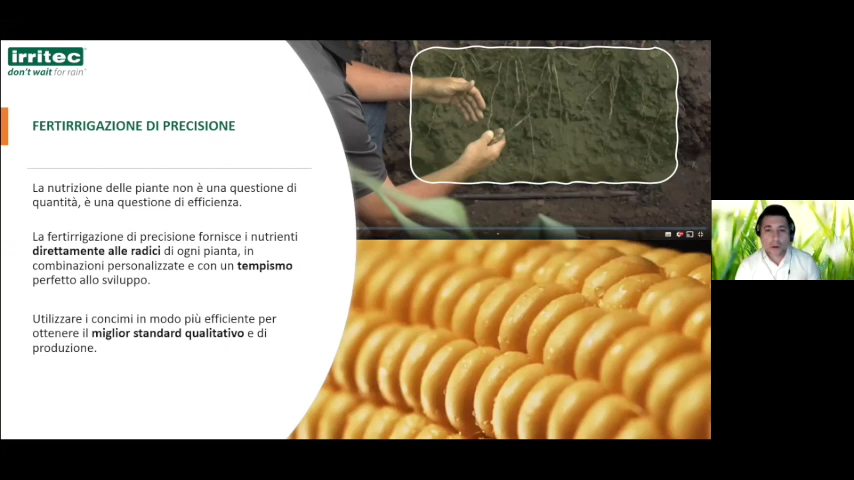 irritec
don't wait for rain
FERTIRRIGAZIONE DI PRECISIONE
La nutrizione delle piante non è una questione di
quantità, è una questione di efficienza.
La fertirrigazione di precisione fornisce i nutrienti
direttamente alle radici di ogni pianta, in
combinazioni personalizzate e con un tempismo
perfetto allo sviluppo.
Utilizzare i concimi in modo più efficiente per
ottenere il miglior standard qualitativo e di
produzione.